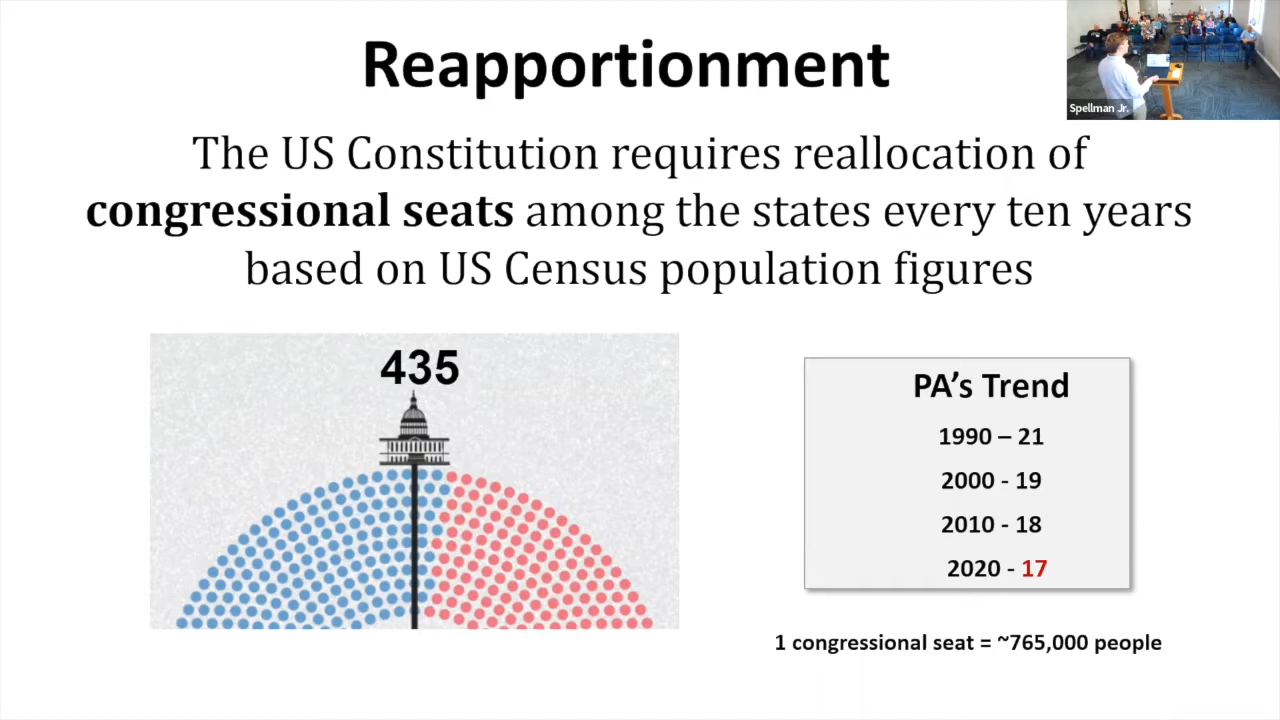 Reapportionment
Spellman Jr.
The US Constitution requires reallocation of
congressional seats among the states every ten years
based on US Census population figures
435
PA’s Trend
1990 – 21
2000 - 19
2010 - 18
2020 - 17
1 congressional seat = ~765,000 people